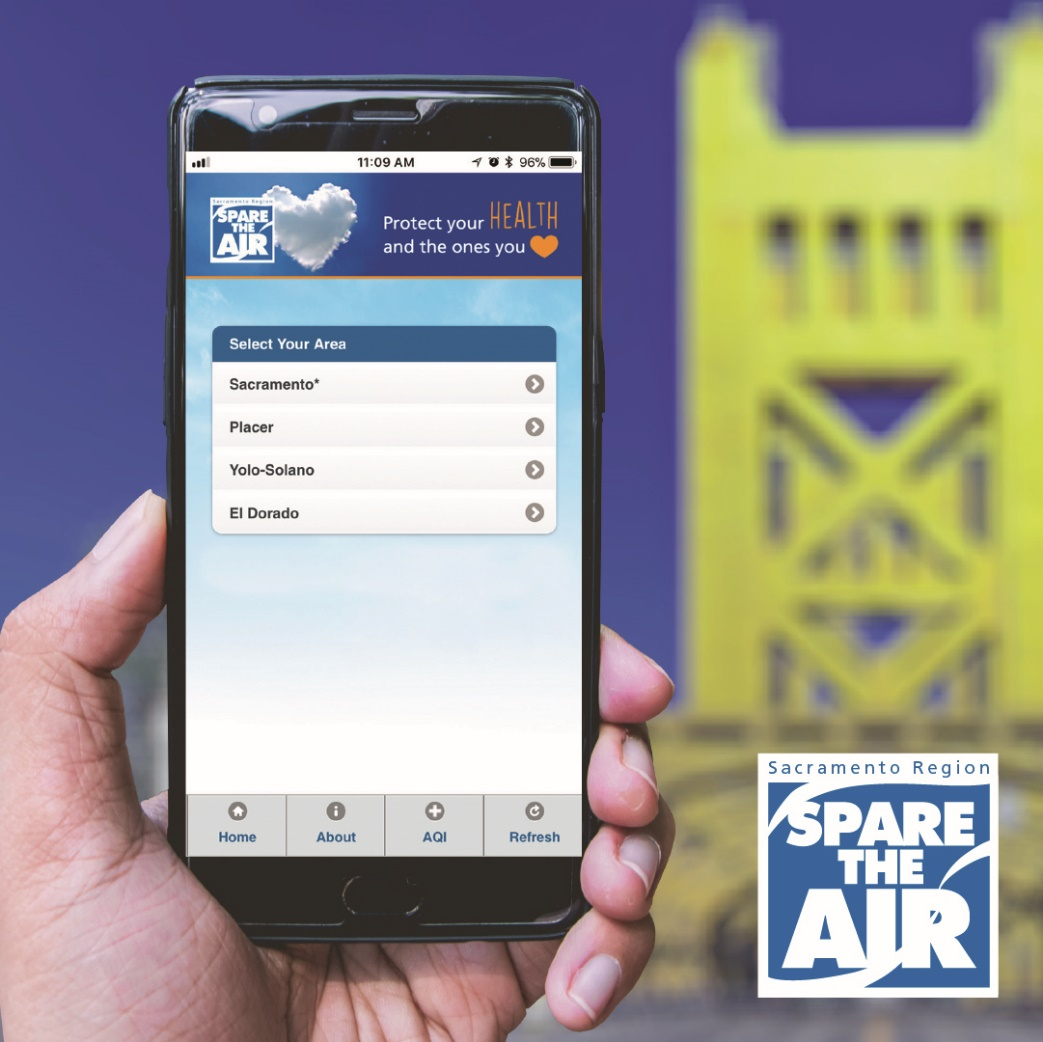 11:09 AM
96%
Sacramento Region
SPARE
THE
AIR
Protect your HEALTH
and the ones you
Select Your Area
Sacramento*
Placer
Yolo-Solano
El Dorado
Home
About
AQI
Refresh
Sacramento Region
SPARE
THE
AIR